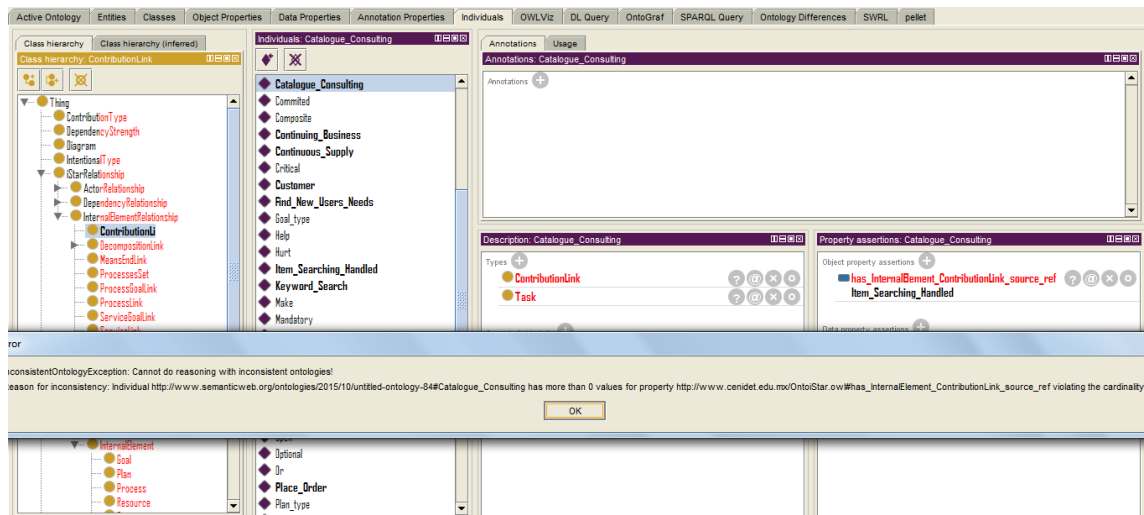 Active Ontology Entities Classes Object Properties Data Properties Annotation Properties Individuals OWLViz DL Query OntoGraf SPARQL Query Ontology Differences SWRL pellet
Class hierarchy Class hierarchy (inferred)
Class hierarchy: ContributionLink
Thing
ContributionType
DependencyStrength
Diagram
IntentionalType
iStarRelationship
ActorRelationship
DependencyRelationship
InternalElementRelationship
ContributionLi
DecompositionLink
MeansEndLink
ProcessesSet
ProcessGoalLink
ProcessLink
ServiceGoalLink
Individuals: Catalogue_Consulting
Catalogue_Consulting
Commited
Composite
Continuing_Business
Continuous_Supply
Critical
Customer
Find_New_Users_Needs
Goal_type
Help
Hurt
Item_Searching_Handled
Keyword_Search
Make
Mandatory
Annotations Usage
Annotations: Catalogue_Consulting
Annotations
Description: Catalogue_Consulting
Types
ContributionLink
Task
Property assertions: Catalogue_Consulting
Object property assertions
has_InternalElement_ContributionLink_source_ref
Item_Searching_Handled
Data property assertions
ror
nconsistentOntologyException: Cannot do reasoning with inconsistent ontologies!
eason for inconsistency: Individual http://www.semanticweb.org/ontologies/2015/10/untitled-ontology-84#Catalogue_Consulting has more than 0 values for property http://www.cenidet.edu.mx/OntoiStar.owl#has_InternalElement_ContributionLink_source_ref violating the cardinality
OK
InternalElement
Goal
Plan
Process
Resource
Optional
Or
Place_Order
Plan_type